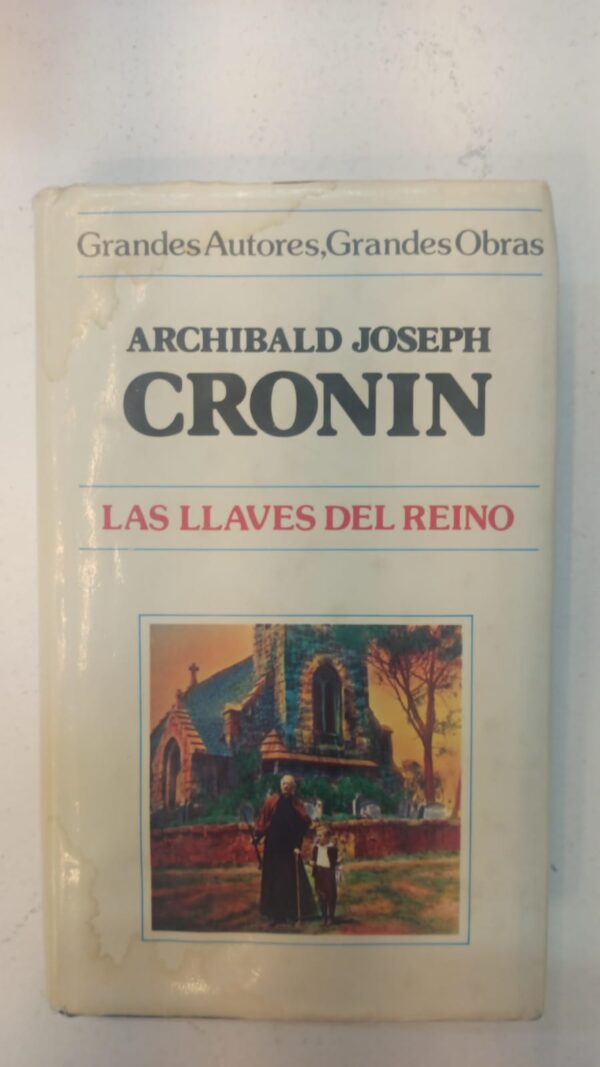 Grandes Autores, Grandes Obras
ARCHIBALD JOSEPH
CRONIN
LAS LLAVES DEL REINO